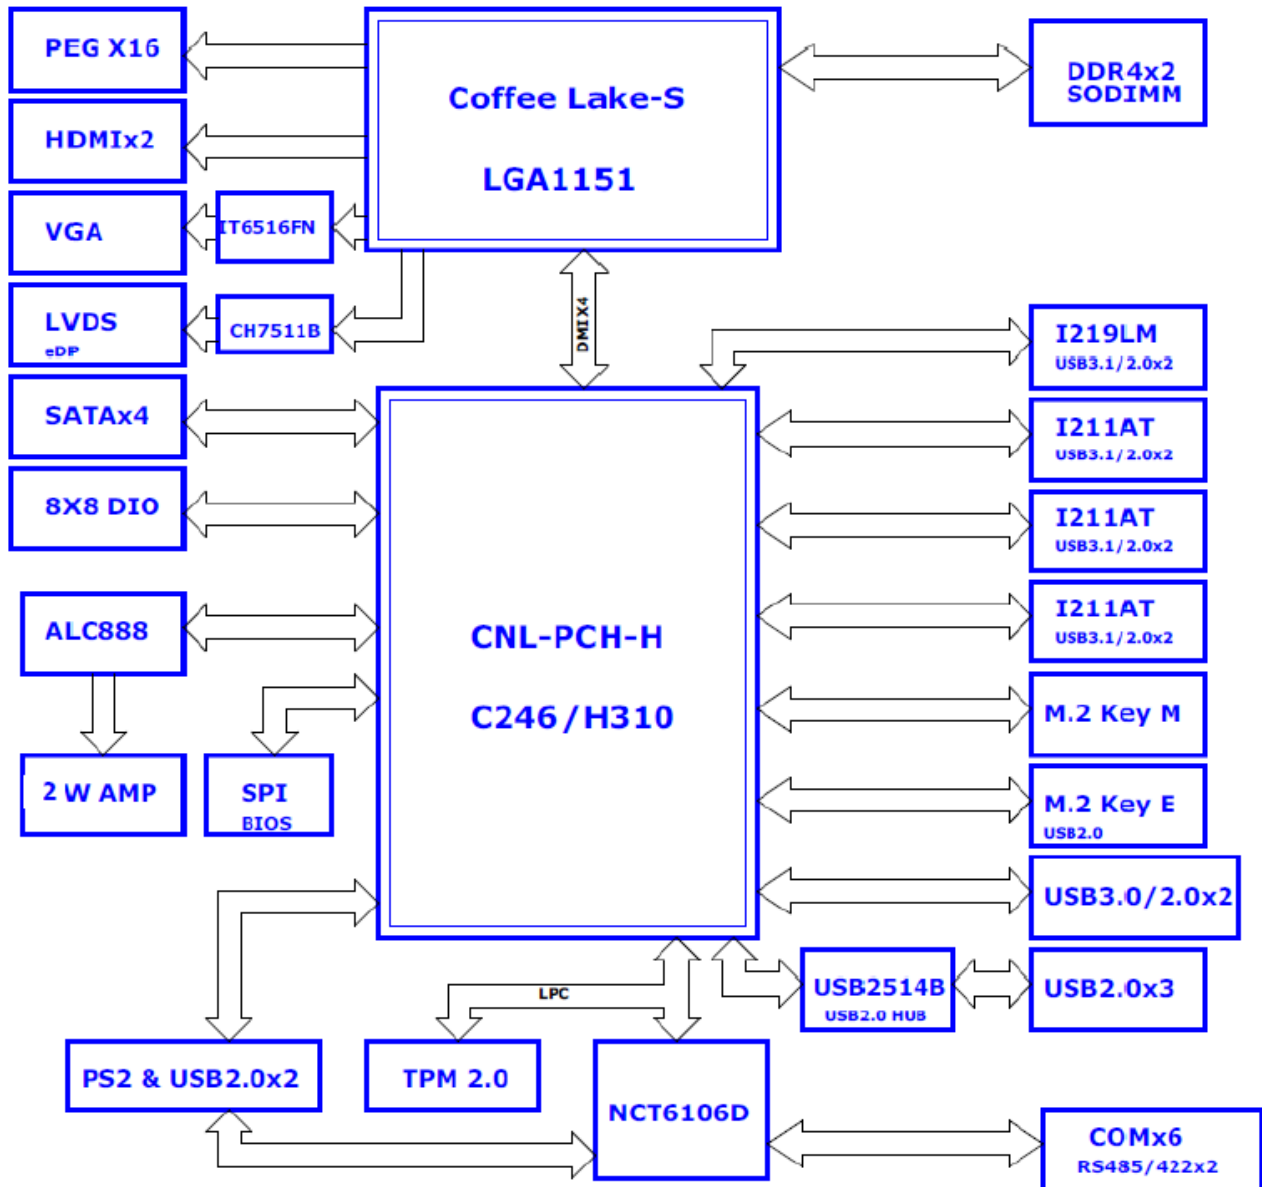 PEG X16
HDMIx2
VGA
IT6516FN
LVDS
eDP
CH7511B
SATAx4
8X8 DIO
ALC888
2 W AMP
SPI
BIOS
Coffee Lake-S
LGA1151
DMIX4
CNL-PCH-H
C246/H310
DDR4x2
SODIMM
I219LM
USB3.1/2.0x2
I211AT
USB3.1/2.0x2
I211AT
USB3.1/2.0x2
I211AT
USB3.1/2.0x2
M.2 Key M
M.2 Key E
USB2.0
USB3.0/2.0x2
USB2514B
USB2.0 HUB
USB2.0x3
LPC
PS2 & USB2.0x2
TPM 2.0
NCT6106D
COMx6
RS485/422x2